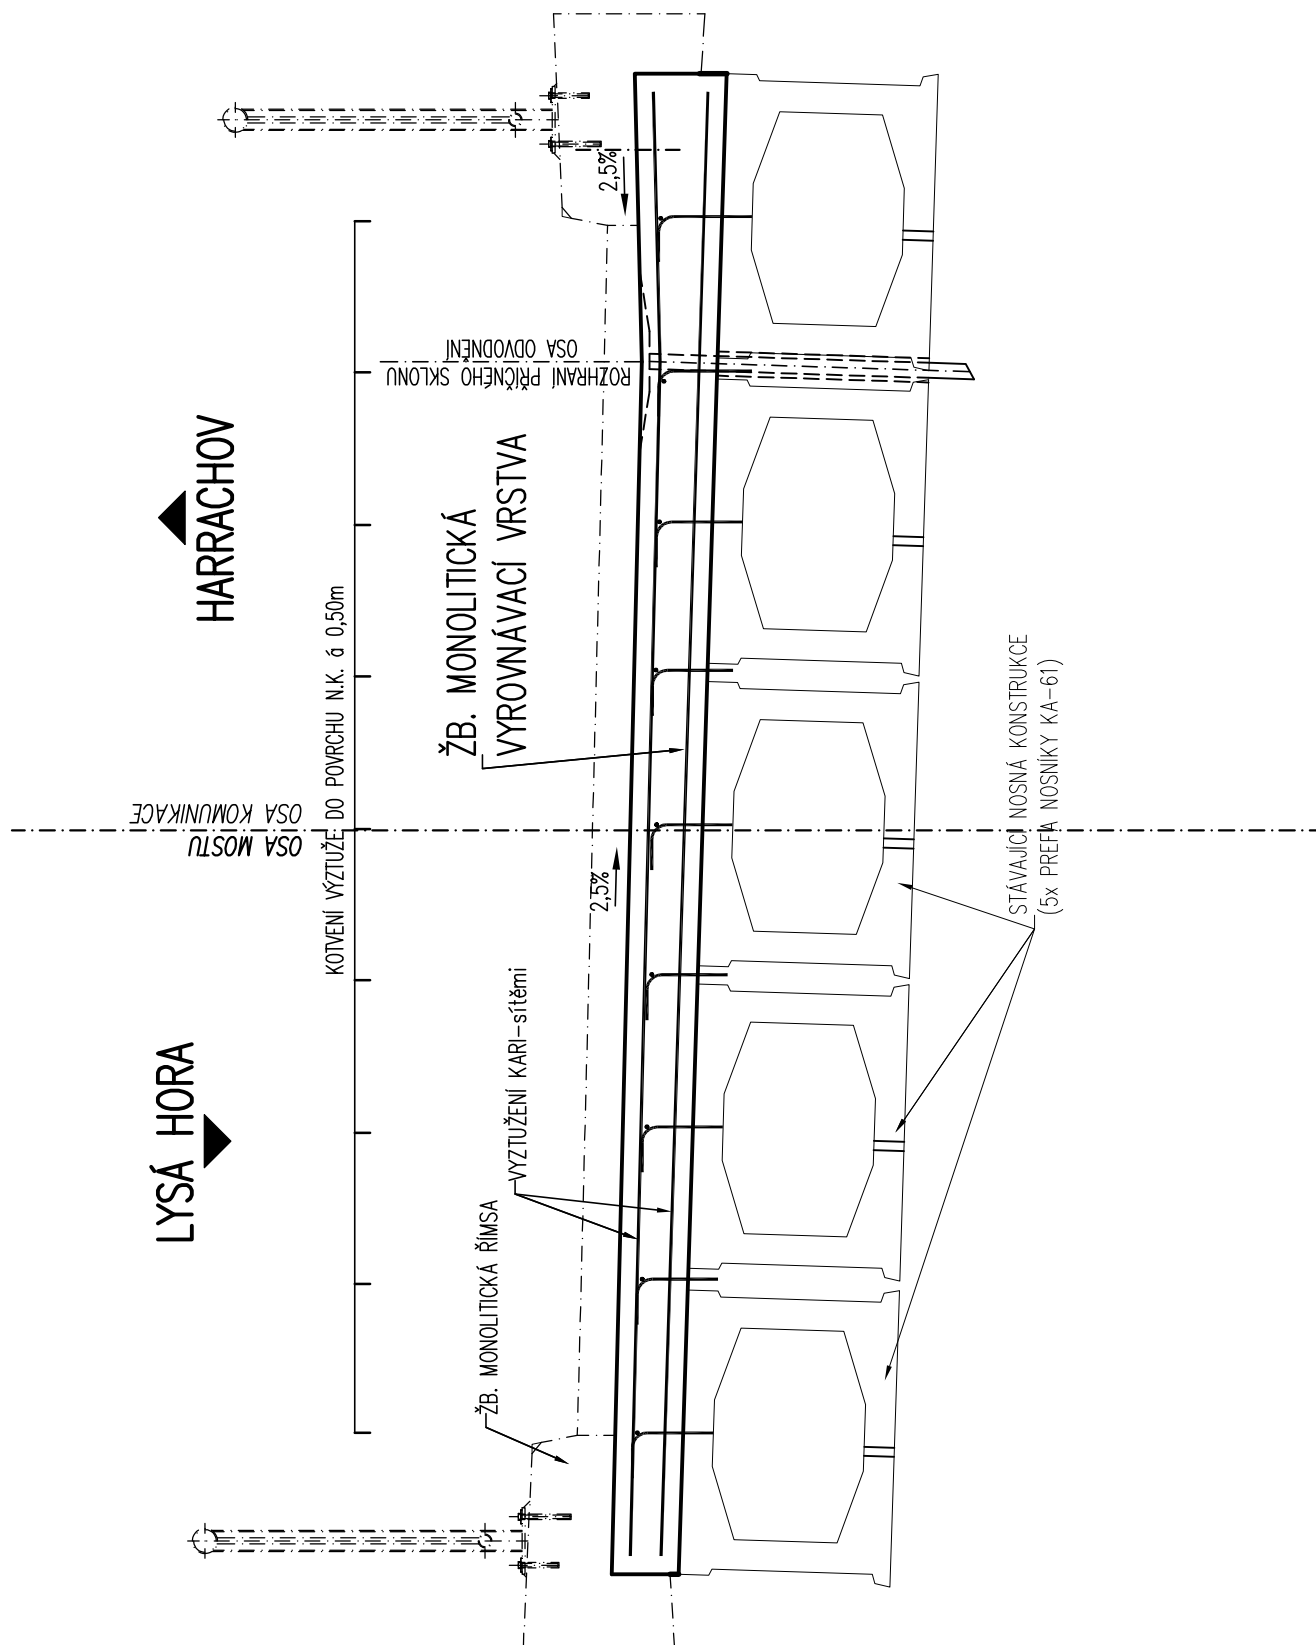 LYSÁ HORA
HARRACHOV
OSA MOSTU
OSA KOMUNIKACE
KOTVENÍ VÝZTUŽE DO POVRCHU N.K. á 0,50m
ŽB. MONOLITICKÁ
VYROVNÁVACÍ VRSTVA
ROZHRANÍ PŘÍČNÉHO SKLONU
OSA ODVODNĚNÍ
2,5%
2,5%
ŽB. MONOLITICKÁ ŘÍMSA
VYZTUŽENÍ KARI-sítěmi
STÁVAJÍCÍ NOSNÁ KONSTRUKCE
(5x PREFA NOSNÍKY KA-61)